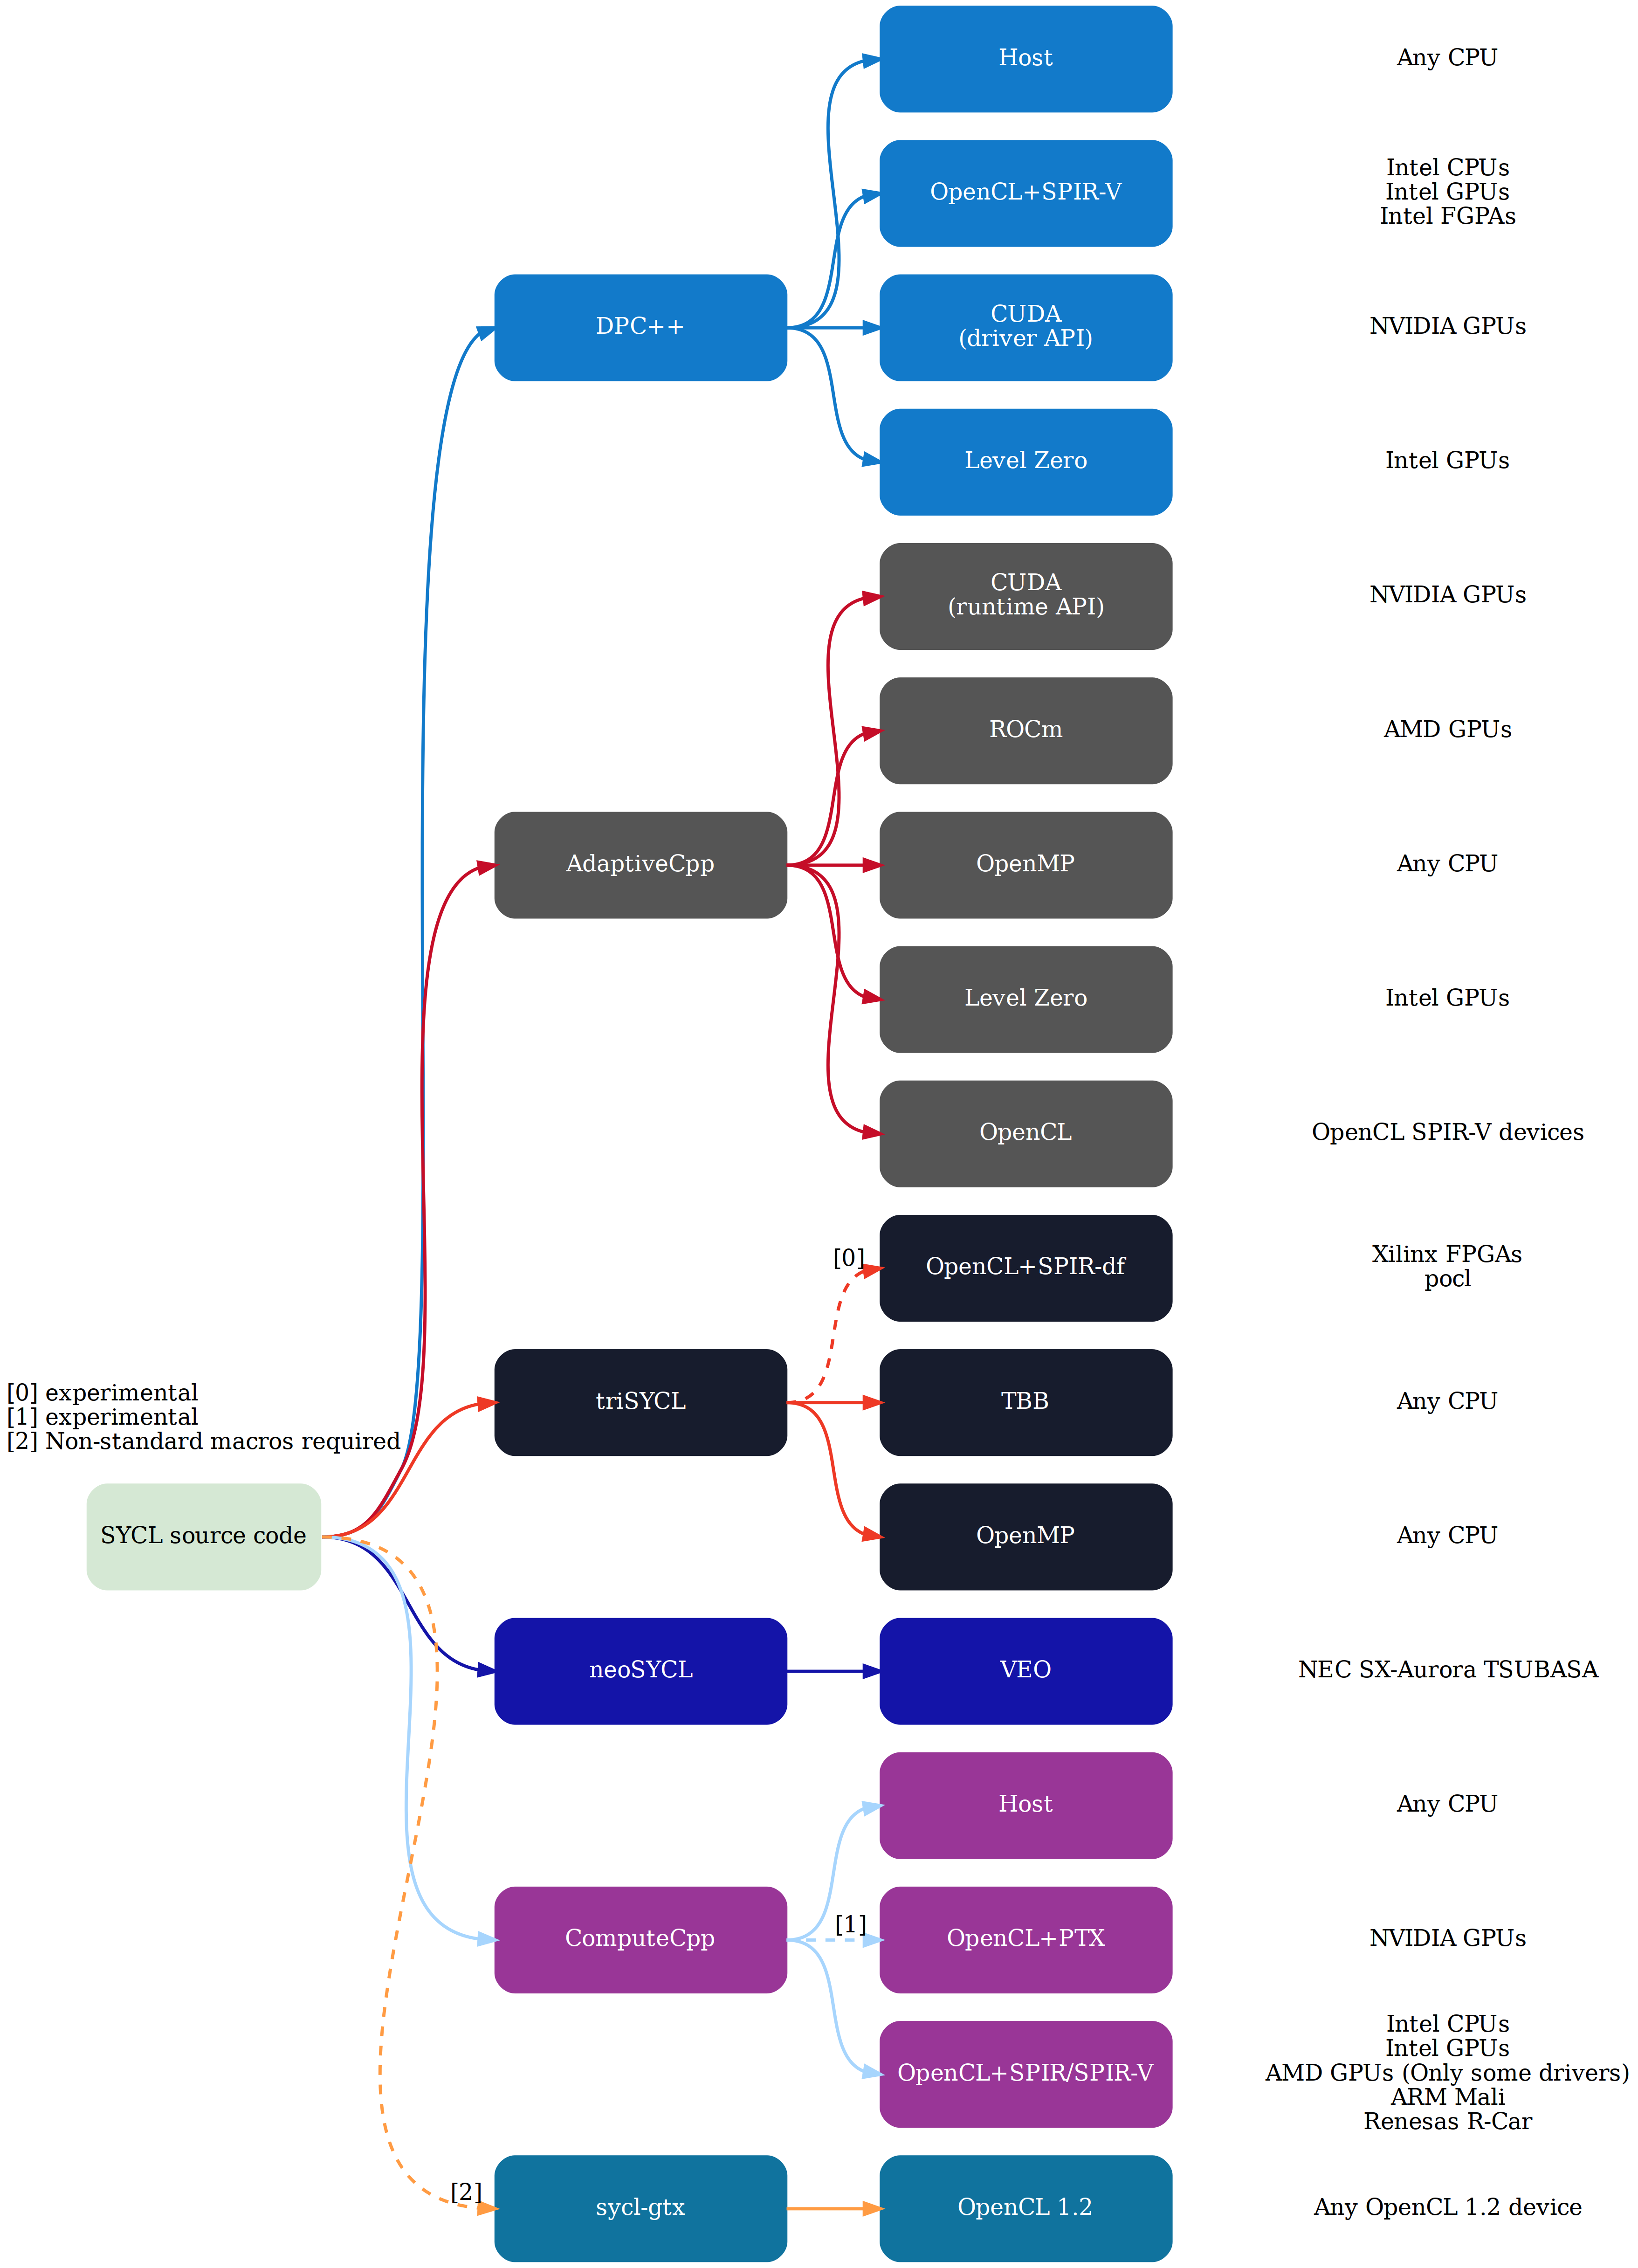 Host
Any CPU
OpenCL+SPIR-V
Intel CPUs
Intel GPUs
Intel FGPAs
DPC++
CUDA
(driver API)
NVIDIA GPUs
Level Zero
Intel GPUs
CUDA
(runtime API)
NVIDIA GPUs
ROCm
AMD GPUs
AdaptiveCpp
OpenMP
Any CPU
Level Zero
Intel GPUs
OpenCL
OpenCL SPIR-V devices
[0]
OpenCL+SPIR-df
Xilinx FPGAs
pocl
[0] experimental
[1] experimental
[2] Non-standard macros required
triSYCL
TBB
Any CPU
SYCL source code
OpenMP
Any CPU
neoSYCL
VEO
NEC SX-Aurora TSUBASA
Host
Any CPU
ComputeCpp
[1]
OpenCL+PTX
NVIDIA GPUs
OpenCL+SPIR/SPIR-V
Intel CPUs
Intel GPUs
AMD GPUs (Only some drivers)
ARM Mali
Renesas R-Car
[2]
sycl-gtx
OpenCL 1.2
Any OpenCL 1.2 device